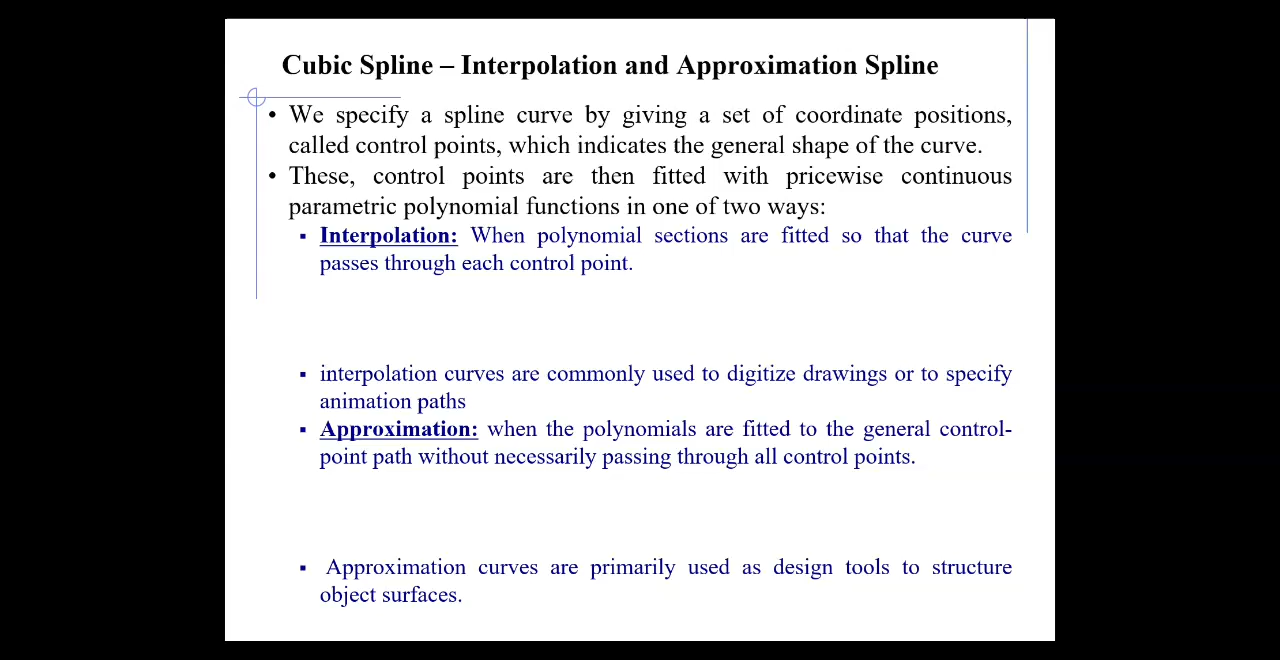 Cubic Spline – Interpolation and Approximation Spline
• We specify a spline curve by giving a set of coordinate positions,
called control points, which indicates the general shape of the curve.
• These, control points are then fitted with pricewise continuous
parametric polynomial functions in one of two ways:
▪ Interpolation: When polynomial sections are fitted so that the curve
passes through each control point.
▪ interpolation curves are commonly used to digitize drawings or to specify
animation paths
▪ Approximation: when the polynomials are fitted to the general control-
point path without necessarily passing through all control points.
▪ Approximation curves are primarily used as design tools to structure
object surfaces.